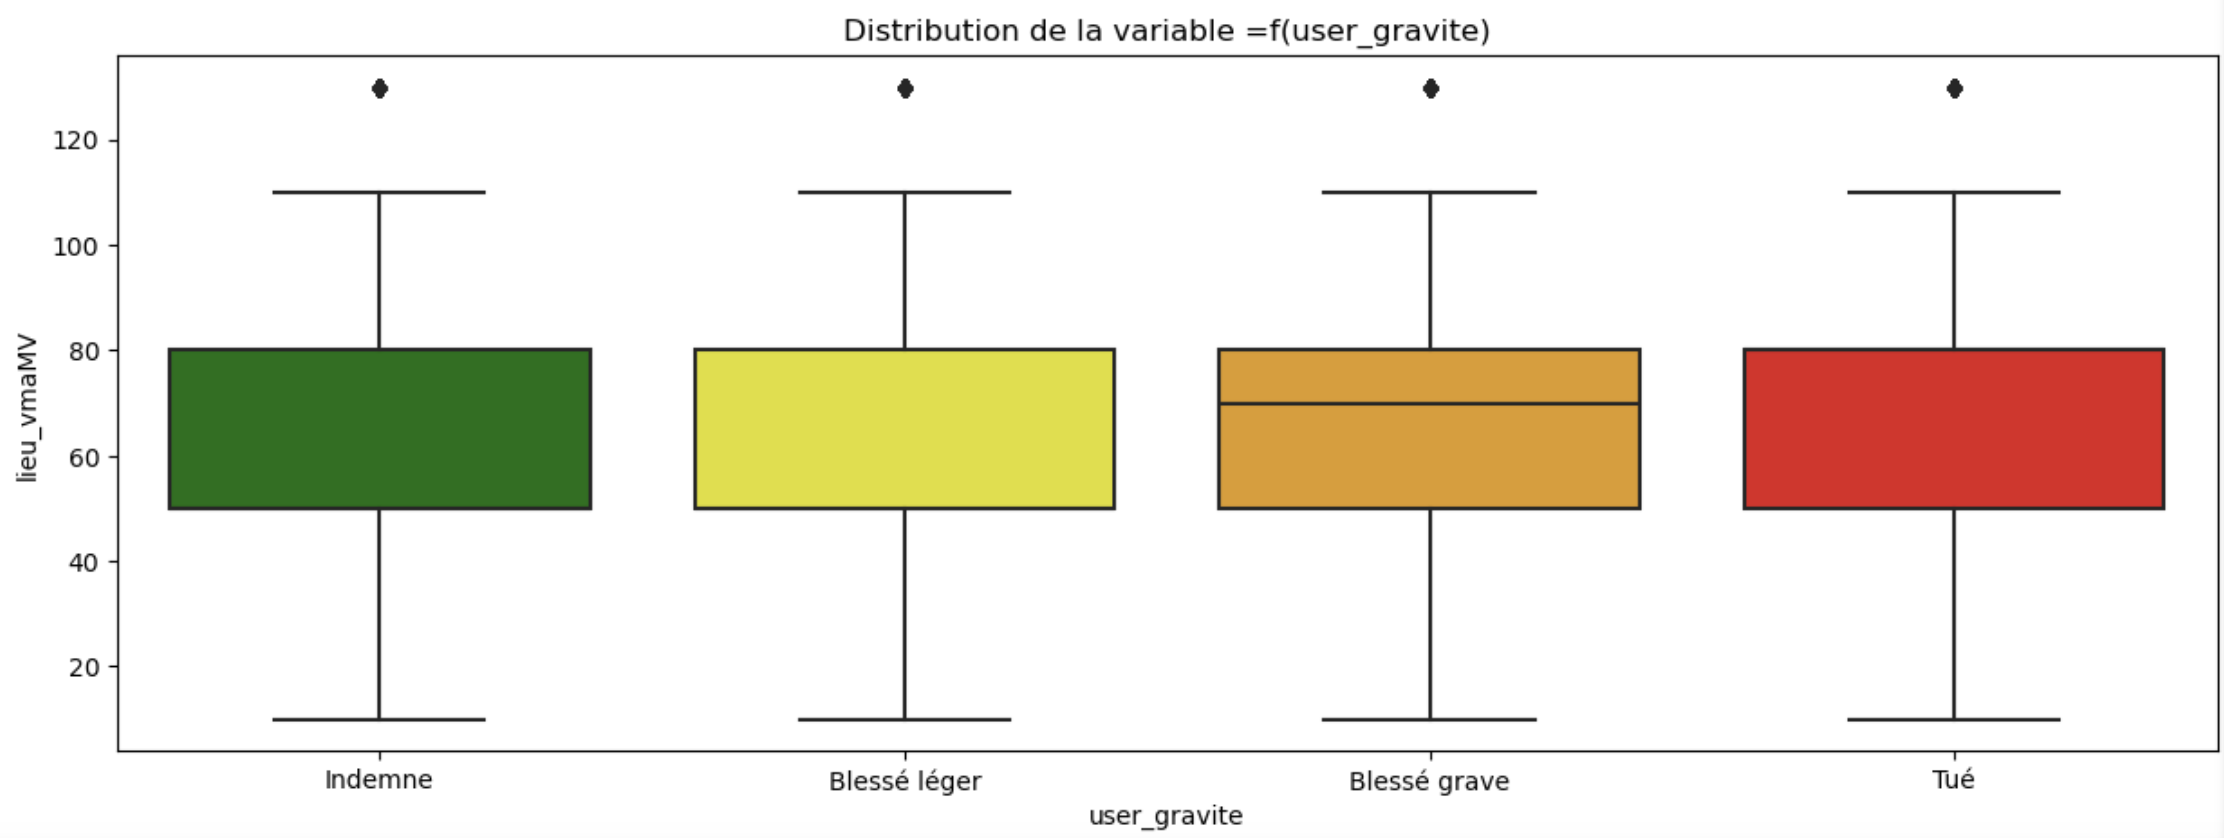 Distribution de la variable =f(user_gravite)
120
100
80
60
40
20
lieu_vmaMV
Indemne
Blessé léger
Blessé grave
Tué
user_gravite